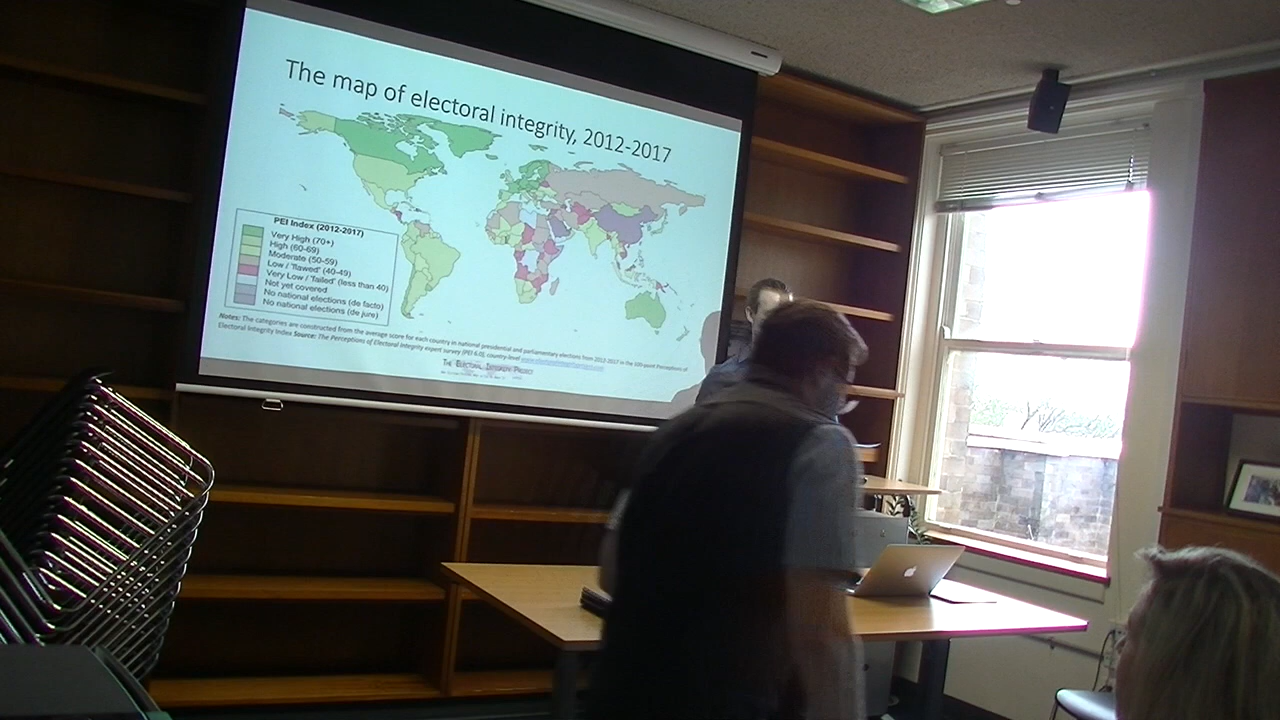 The map of electoral integrity, 2012-2017
PEI Index (2012-2017)
Very High (70+)
High (60-69)
Moderate (50-59)
Low / 'flawed' (40-49)
Very Low / 'failed' (less than 40)
Not yet covered
No national elections (de facto)
No national elections (de jure)
Notes: The categories are constructed from the average score for each country in national presidential and parliamentary elections from 2012-2017 in the 100-point Perceptions of
Electoral Integrity Index Source: The Perceptions of Electoral Integrity expert survey (PEI 6.0), country-level
THE ELECTORAL INTEGRITY PROJECT